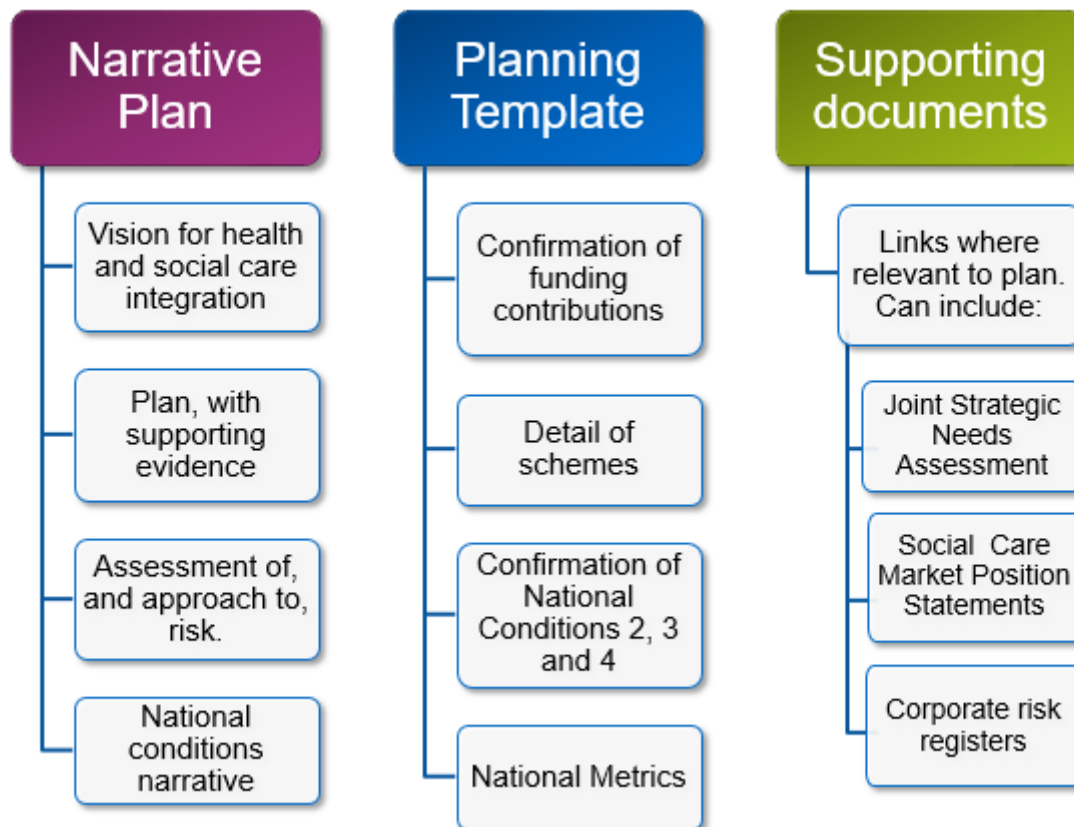 Narrative
Plan
Vision for health
and social care
integration
Plan, with
supporting
evidence
Assessment of,
and approach to,
risk.
National
conditions
narrative
Planning
Template
Confirmation of
funding
contributions
Detail of
schemes
Confirmation of
National
Conditions 2, 3
and 4
National Metrics
Supporting
documents
Links where
relevant to plan.
Can include:
Joint Strategic
Needs
Assessment
Social Care
Market Position
Statements
Corporate risk
registers